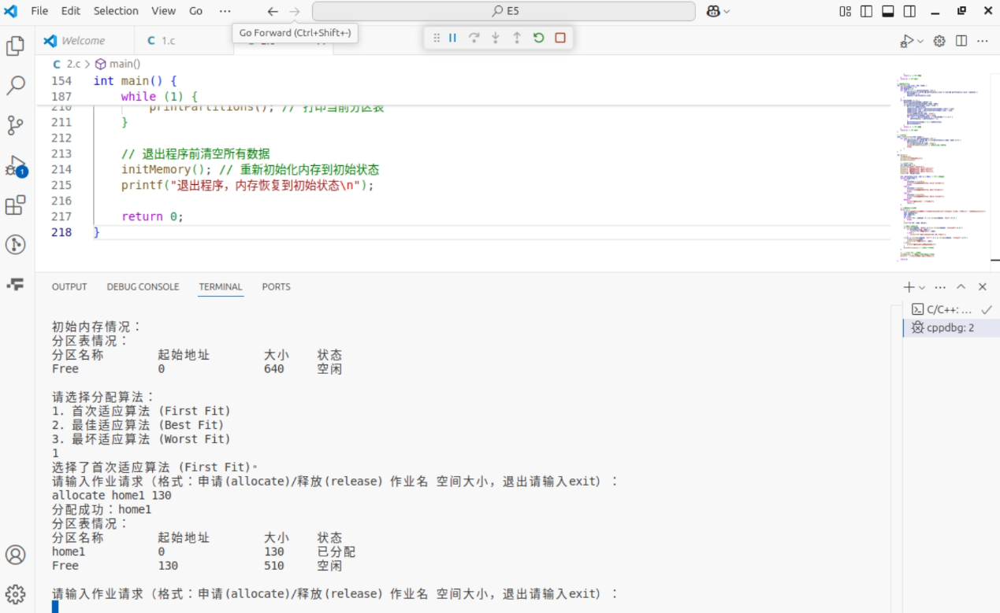 File Edit Selection View Go ··· E5
Go Forward (Ctrl+Shift+-)
Welcome C 1.c
C 2.c > main()
154 int main() {
187 while (1) {
210 printPartitions(); // 打印当前分区表
211 }
212
213 // 退出程序前清空所有数据
214 initMemory(); // 重新初始化内存到初始状态
215 printf("退出程序，内存恢复到初始状态\n");
216
217 return 0;
218 }
1
OUTPUT DEBUG CONSOLE TERMINAL PORTS
C/C++: ...
cppdbg: 2
初始内存情况：
分区表情况：
分区名称 起始地址 大小 状态
Free 0 640 空闲
请选择分配算法：
1. 首次适应算法 (First Fit)
2. 最佳适应算法 (Best Fit)
3. 最坏适应算法 (Worst Fit)
1
选择了首次适应算法 (First Fit)。
请输入作业请求（格式：申请(allocate)/释放(release) 作业名 空间大小，退出请输入exit）：
allocate home1 130
分配成功：home1
分区表情况：
分区名称 起始地址 大小 状态
home1 0 130 已分配
Free 130 510 空闲
请输入作业请求（格式：申请(allocate)/释放(release) 作业名 空间大小，退出请输入exit）：